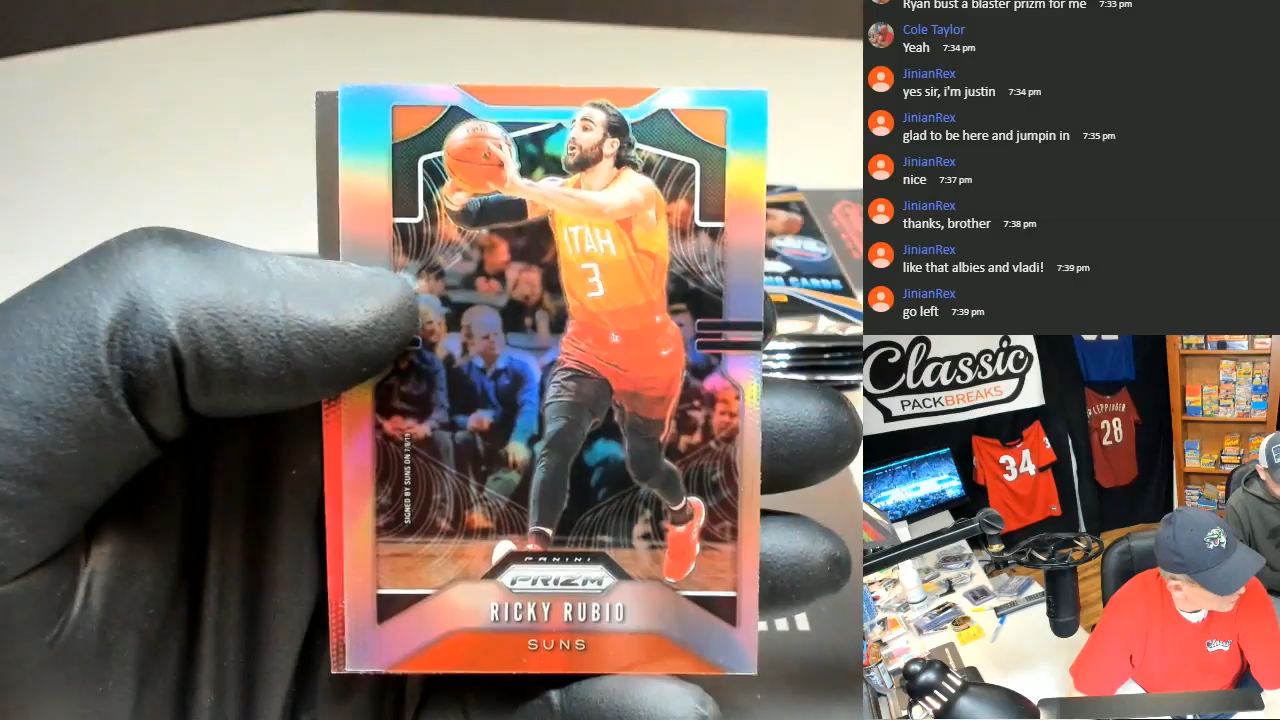 UTAH
3
SIGNED BY SUNS ON 7/8/19
PANINI
PRIZM
RICKY RUBIO
SUNS
CARDS
Ryan bust a blaster prizm for me 7:33 pm
Cole Taylor
Yeah 7:34 pm
JinianRex
yes sir, i'm justin 7:34 pm
JinianRex
glad to be here and jumpin in 7:35 pm
JinianRex
nice 7:37 pm
JinianRex
thanks, brother 7:38 pm
JinianRex
like that albies and vladi! 7:39 pm
JinianRex
go left 7:39 pm
Classic
PACKBREAKS
34
28
Classic